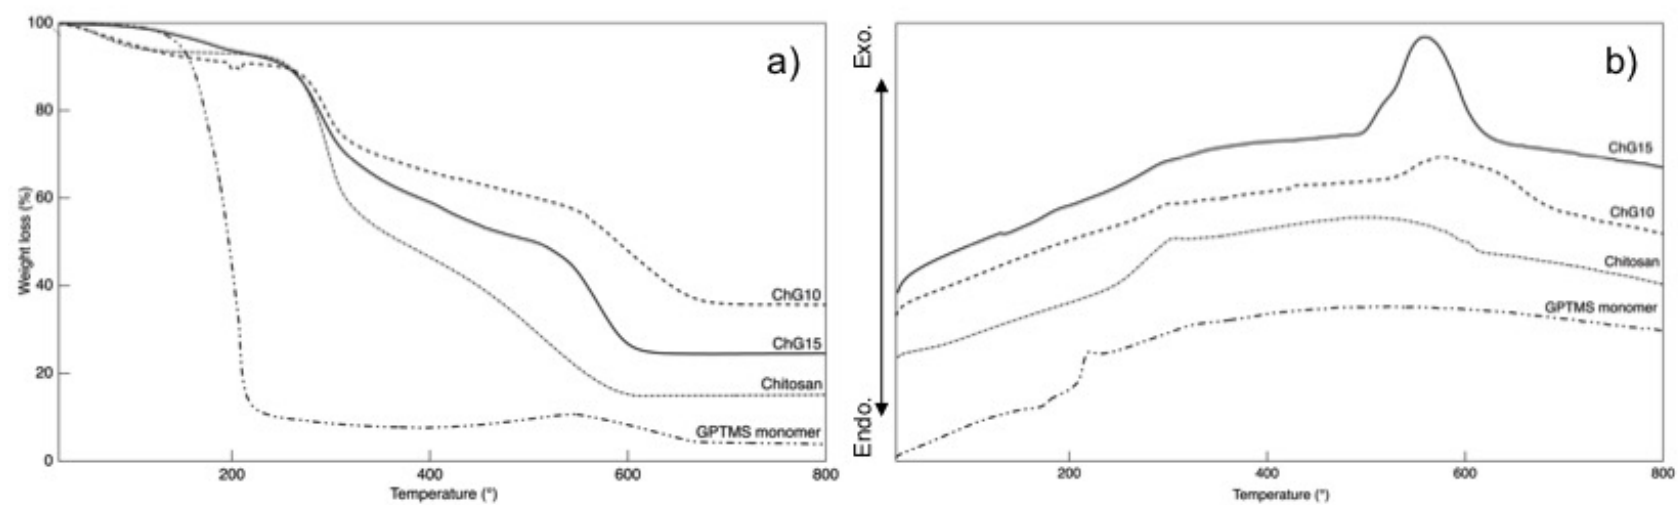 a)
100
80
60
40
20
0
Weight loss (%)
ChG10
ChG15
Chitosan
GPTMS monomer
200
400
600
800
Temperature (°)
b)
Exo.
Endo.
ChG15
ChG10
Chitosan
GPTMS monomer
200
400
600
800
Temperature (°)